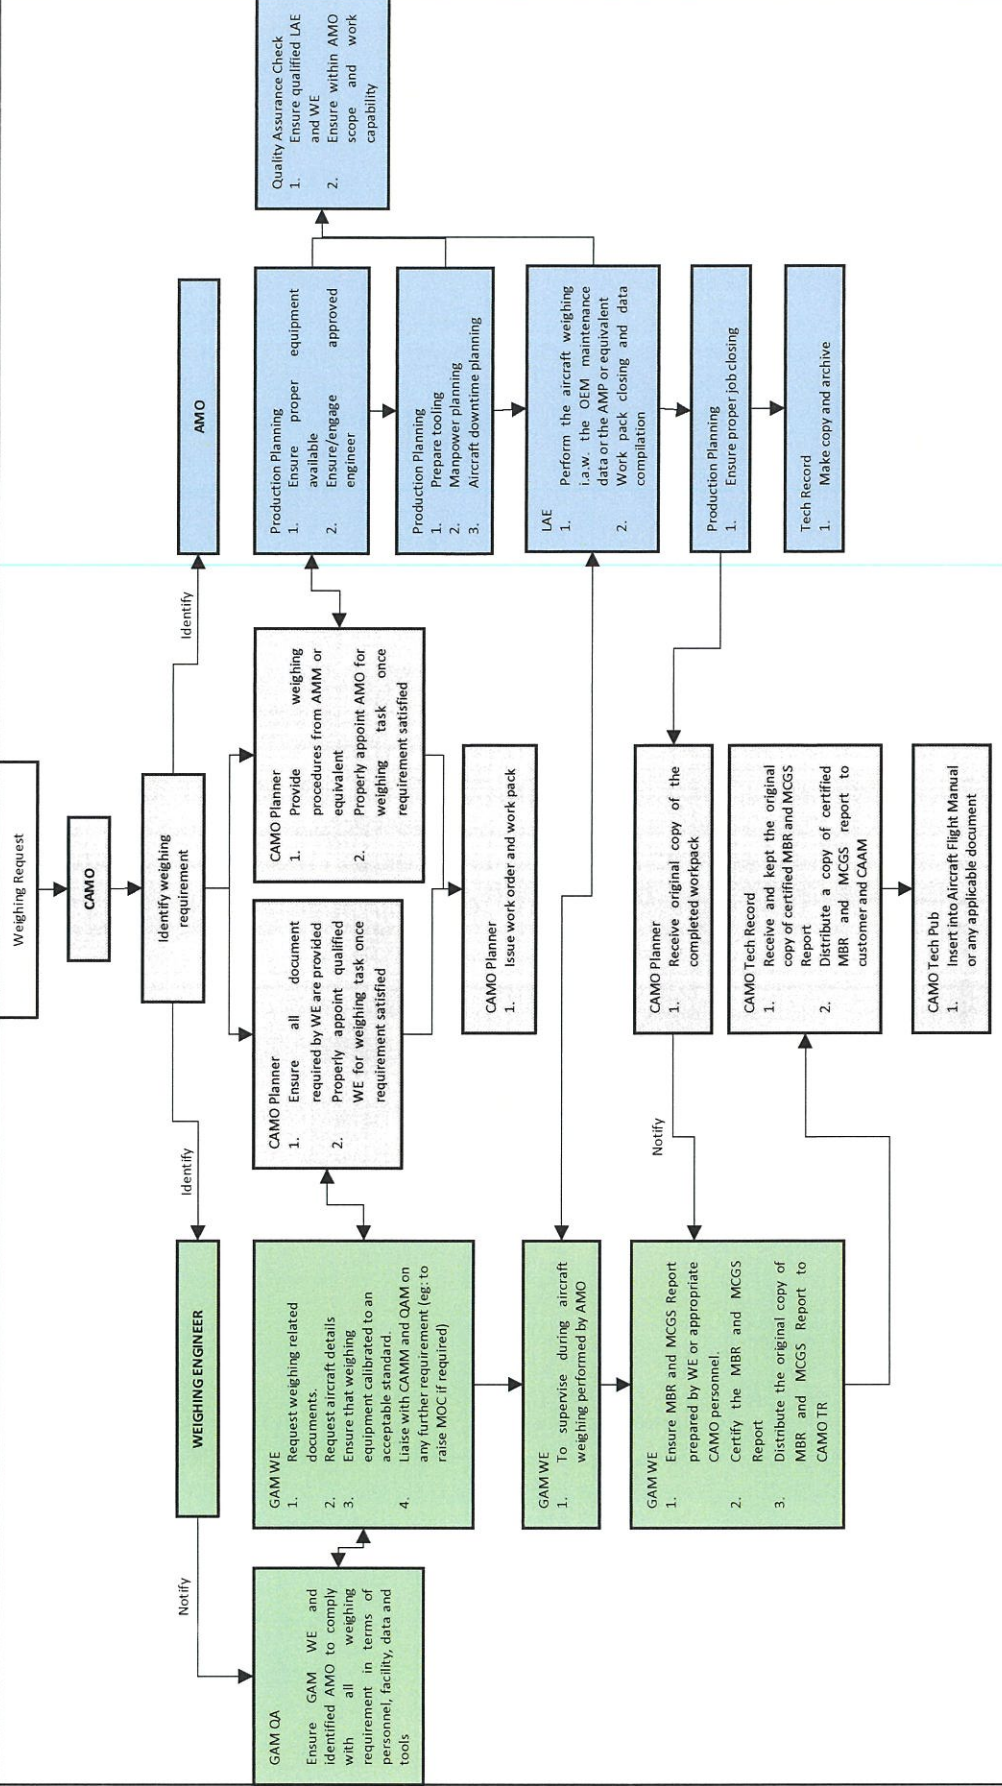 Weighing Request
CAMO
Identify weighing
requirement
Identify
Identify
WEIGHING ENGINEER
AMO
Notify
GAM QA
Ensure GAM WE and
identified AMO to comply
with all weighing
requirement in terms of
personnel, facility, data and
tools
GAM WE
1. Request weighing related
documents.
2. Request aircraft details
3. Ensure that weighing
equipment calibrated to an
acceptable standard.
4. Liaise with CAMM and QAM on
any further requirement (eg: to
raise MOC if required)
CAMO Planner
1. Ensure all document
required by WE are provided
2. Properly appoint qualified
WE for weighing task once
requirement satisfied
CAMO Planner
1. Provide weighing
procedures from AMM or
equivalent
2. Properly appoint AMO for
weighing task once
requirement satisfied
Production Planning
1. Ensure proper equipment
available
2. Ensure/engage approved
engineer
Quality Assurance Check
1. Ensure qualified LAE
and WE
2. Ensure within AMO
scope and work
capability
Production Planning
1. Prepare tooling
2. Manpower planning
3. Aircraft downtime planning
CAMO Planner
1. Issue work order and work pack
GAM WE
1. To supervise during aircraft
weighing performed by AMO
LAE
1. Perform the aircraft weighing
i.a.w. the OEM maintenance
data or the AMP or equivalent
2. Work pack closing and data
compilation
GAM WE
1. Ensure MBR and MCGS Report
prepared by WE or appropriate
CAMO personnel.
2. Certify the MBR and MCGS
Report
3. Distribute the original copy of
MBR and MCGS Report to
CAMO TR
Notify
CAMO Planner
1. Receive original copy of the
completed workpack
Production Planning
1. Ensure proper job closing
CAMO Tech Record
1. Receive and kept the original
copy of certified MBR and MCGS
Report
2. Distribute a copy of certified
MBR and MCGS report to
customer and CAAM
Tech Record
1. Make copy and archive
CAMO Tech Pub
1. Insert into Aircraft Flight Manual
or any applicable document